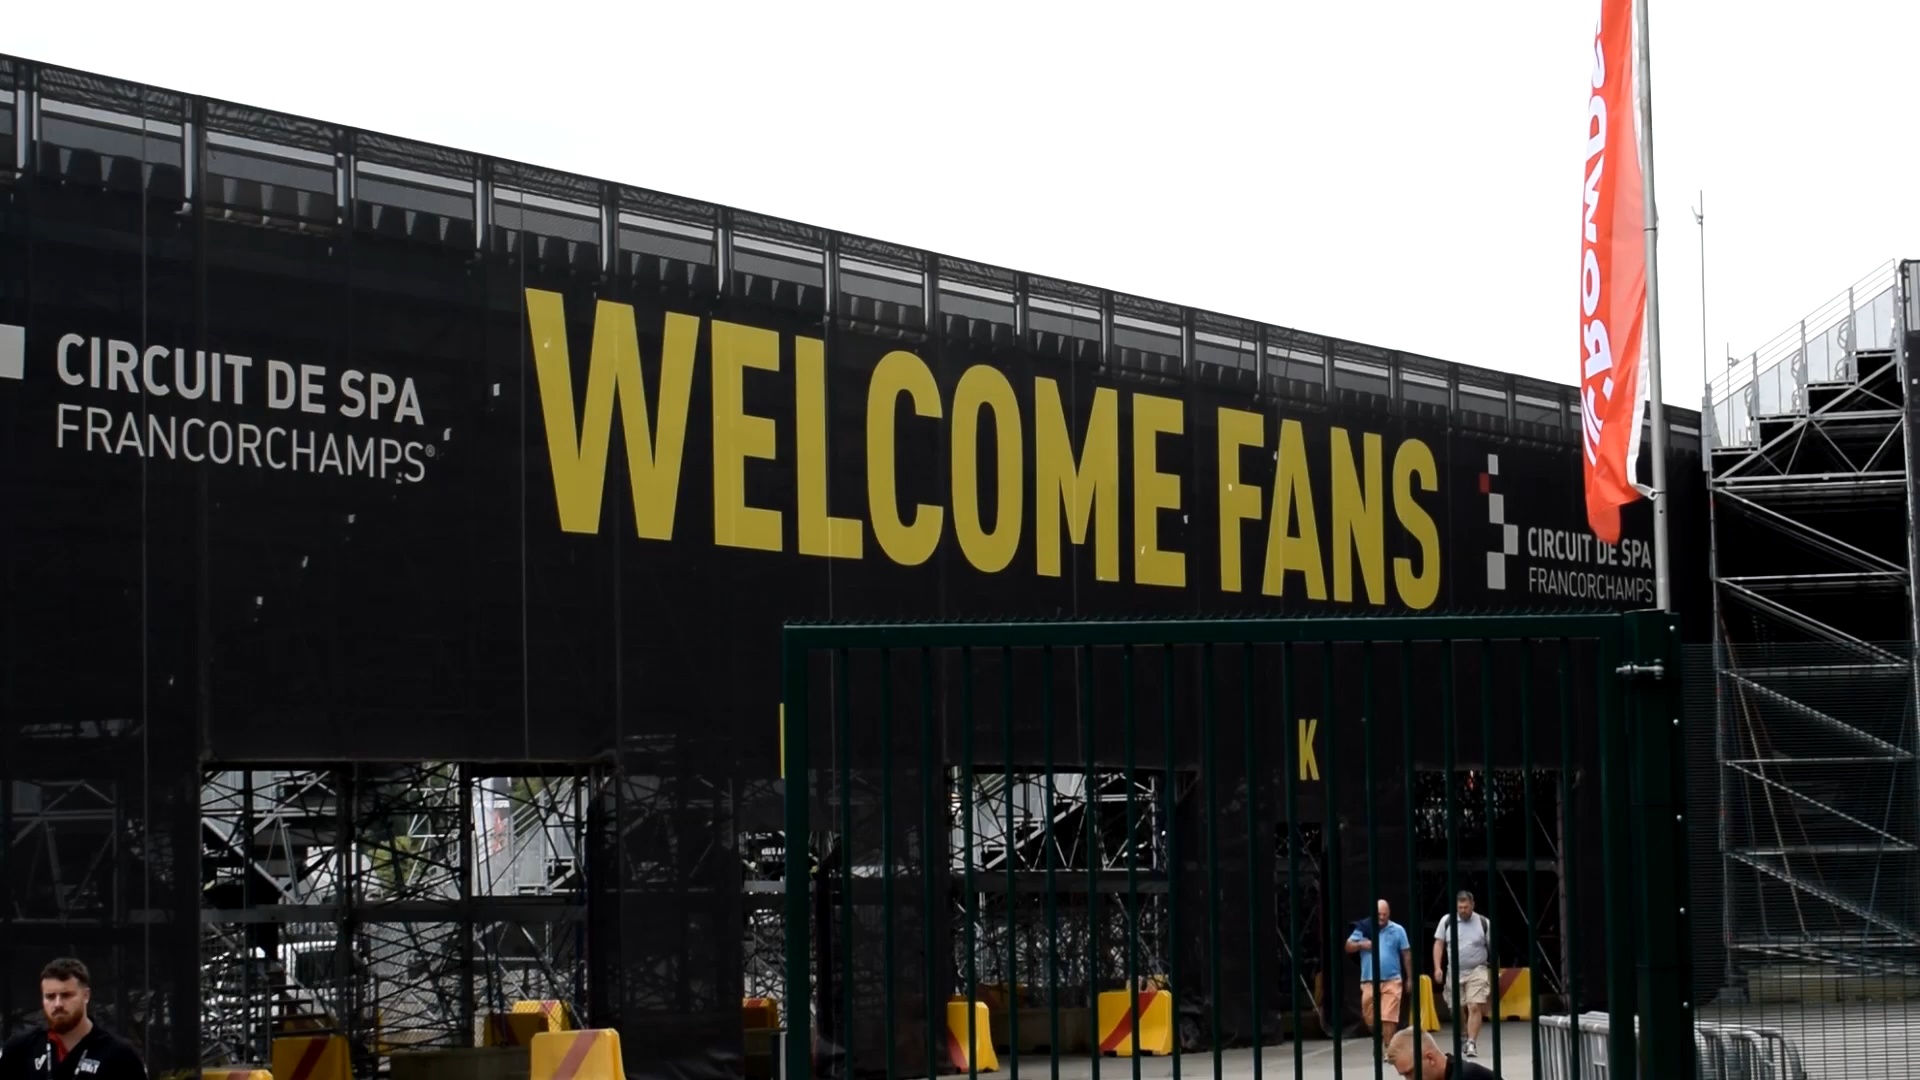 CIRCUIT DE SPA
FRANCORCHAMPS®
WELCOME FANS
CIRCUIT DE SPA
FRANCORCHAMPS
K